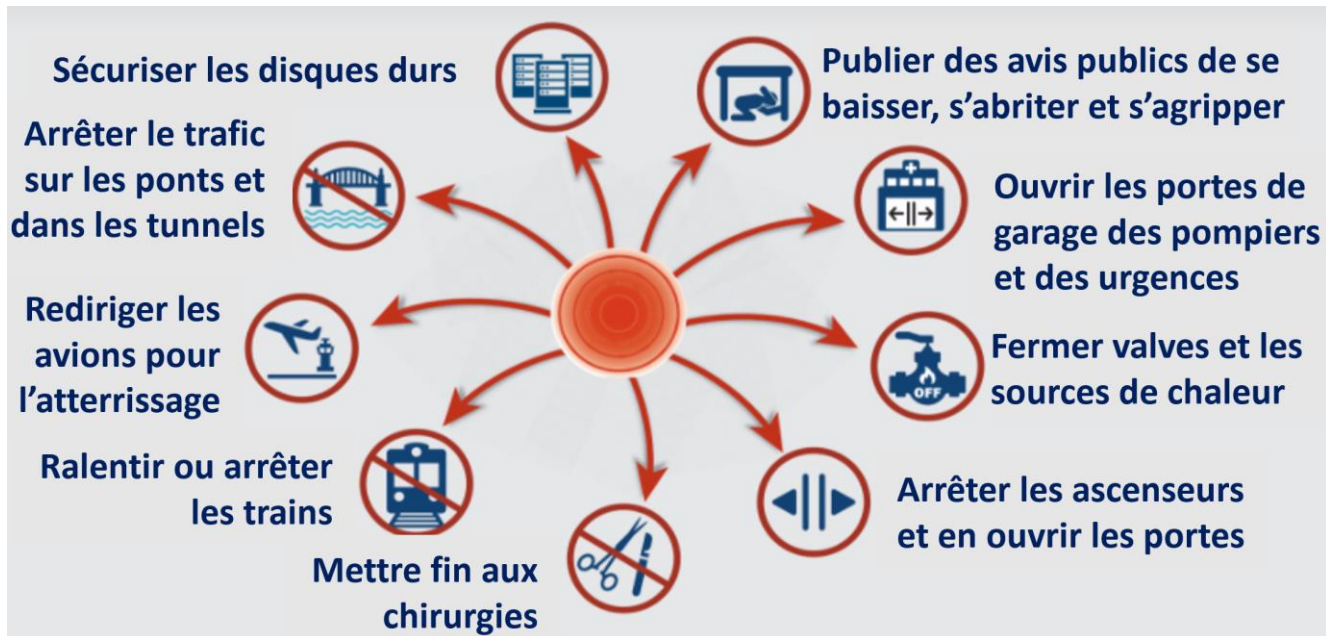 Sécuriser les disques durs
Publier des avis publics de se
baisser, s’abriter et s’agripper
Arrêter le trafic
sur les ponts et
dans les tunnels
Ouvrir les portes de
garage des pompiers
et des urgences
Rediriger les
avions pour
l’atterrissage
Fermer valves et les
sources de chaleur
OFF
Ralentir ou arrêter
les trains
Arrêter les ascenseurs
et en ouvrir les portes
Mettre fin aux
chirurgies